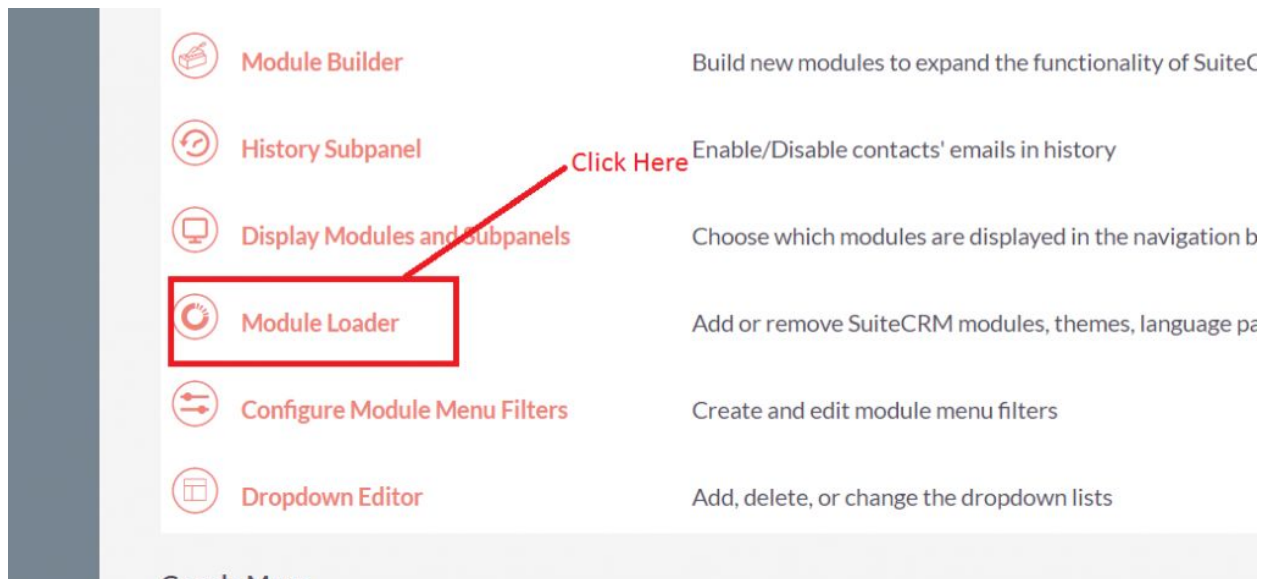 Module Builder Build new modules to expand the functionality of SuiteC
History Subpanel Enable/Disable contacts' emails in history
Click Here
Display Modules and Subpanels Choose which modules are displayed in the navigation b
Module Loader Add or remove SuiteCRM modules, themes, language pa
Configure Module Menu Filters Create and edit module menu filters
Dropdown Editor Add, delete, or change the dropdown lists